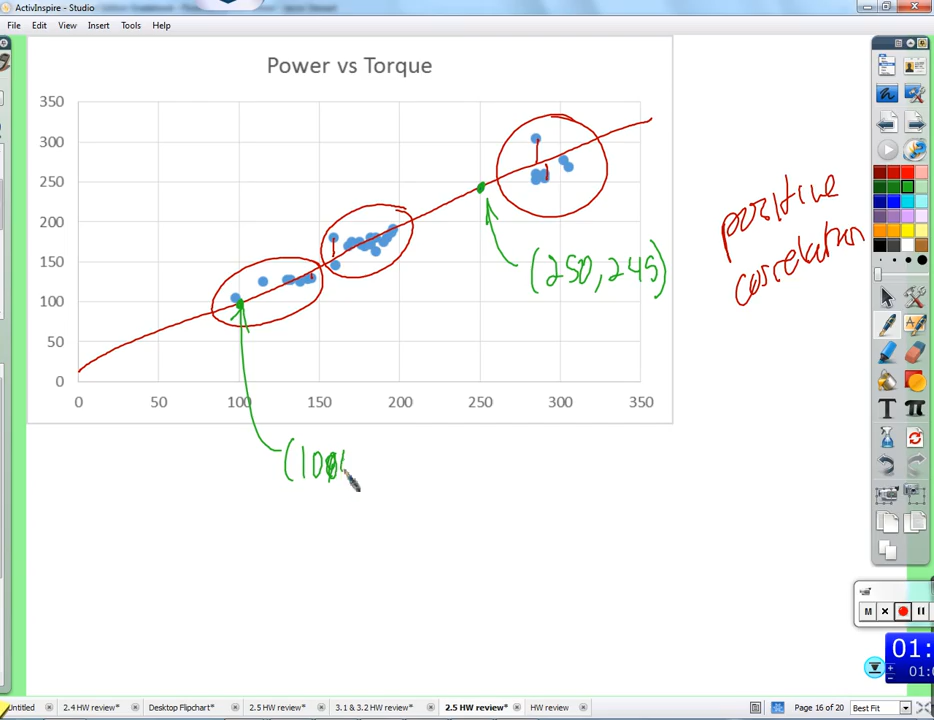 ActivInspire - Studio
File Edit View Insert Tools Help
Power vs Torque
350
300
250
200
150
100
50
0
0 50 100 150 200 250 300 350
(250,245)
(100
positive
correlation
M
01:
01:0
Untitled 2.4 HW review* Desktop Flipchart* 2.5 HW review* 3.1 & 3.2 HW review* 2.5 HW review* HW review Page 16 of 20 Best Fit